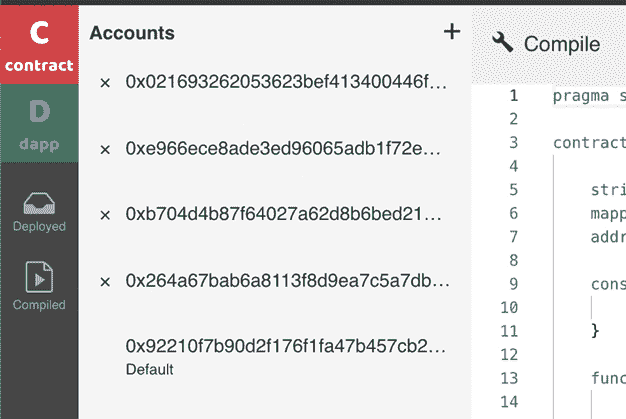 C
contract
D
dapp
Deployed
Compiled
Accounts
+
× 0x021693262053623bef413400446f...
× 0xe966ece8ade3ed96065adb1f72e...
× 0xb704d4b87f64027a62d8b6bed21...
× 0x264a67bab6a8113f8d9ea7c5a7db...
0x92210f7b90d2f176f1fa47b457cb2...
Default
Compile
1 pragma s
2
3 contract
4
5 stri
6 mapp
7 addr
8
9 cons
10
11 }
12
13 func
14